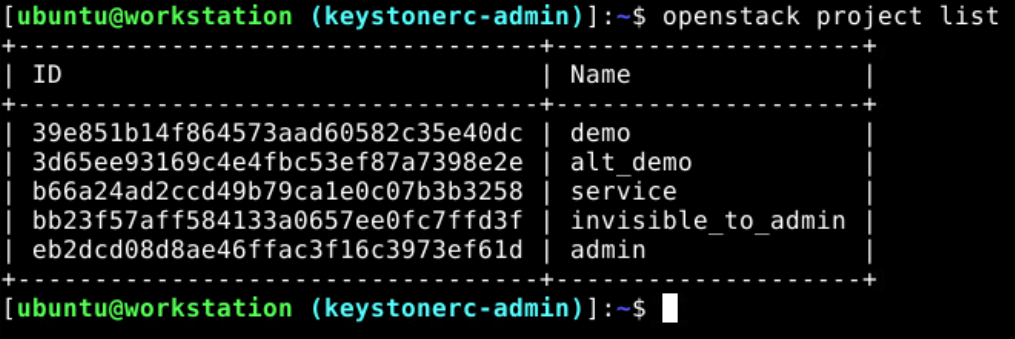 [ubuntu@workstation (keystonerc-admin)]:~$ openstack project list
+----------------------------------+--------------------+
| ID                               | Name               |
+----------------------------------+--------------------+
| 39e851b14f864573aad60582c35e40dc | demo               |
| 3d65ee93169c4e4fbc53ef87a7398e2e | alt_demo           |
| b66a24ad2ccd49b79ca1e0c07b3b3258 | service            |
| bb23f57aff584133a0657ee0fc7ffd3f | invisible_to_admin |
| eb2dcd08d8ae46ffac3f16c3973ef61d | admin              |
+----------------------------------+--------------------+
[ubuntu@workstation (keystonerc-admin)]:~$